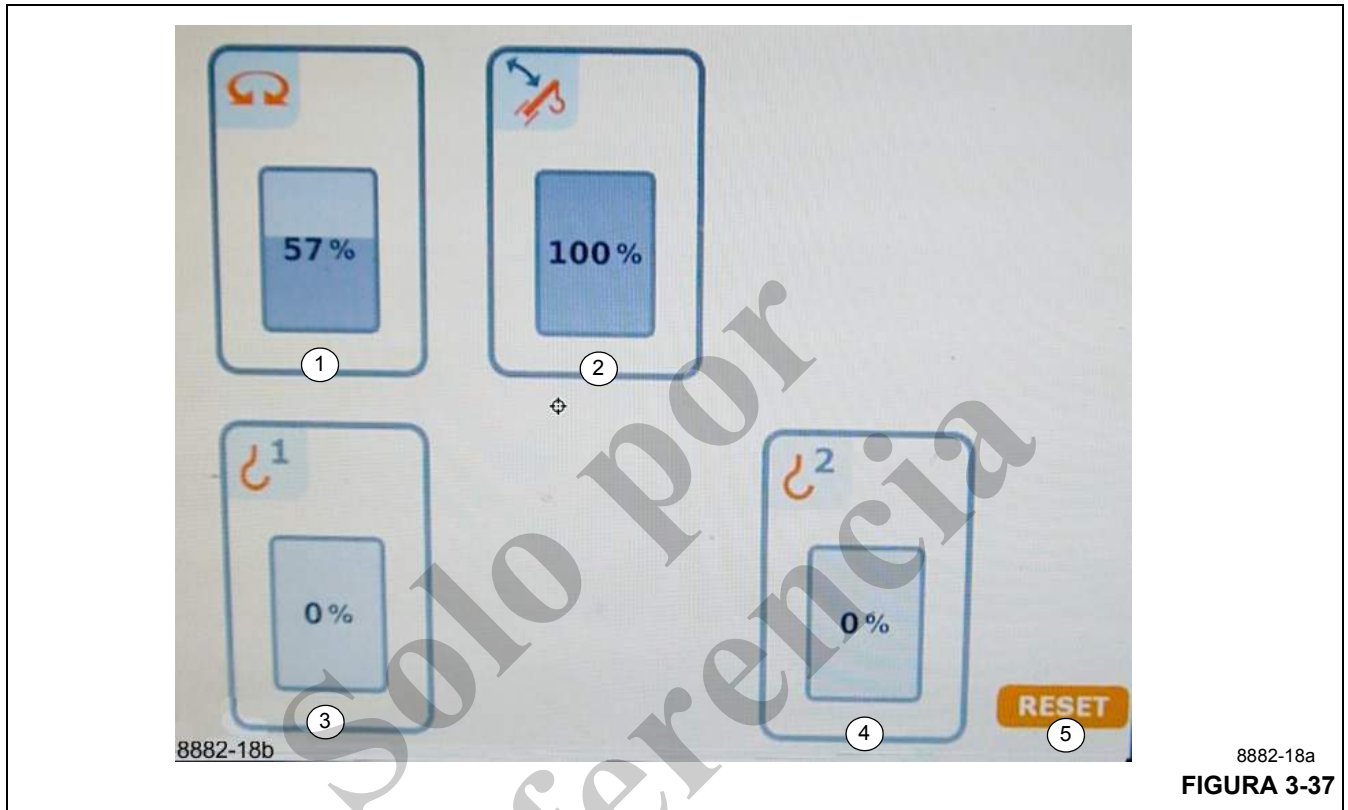 57%
100%
1
2
1
2
0%
0%
3
4
RESET
5
8882-18b
8882-18a
FIGURA 3-37
Solo por
referencia